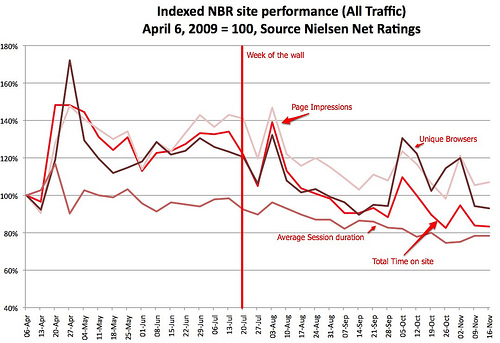 Indexed NBR site performance (All Traffic)
April 6, 2009 = 100, Source Nielsen Net Ratings
180%
160%
140%
120%
100%
80%
60%
40%
Week of the wall
Page Impressions
Unique Browsers
Average Session duration
Total Time on site
06-Apr
13-Apr
20-Apr
27-Apr
04-May
11-May
18-May
25-May
01-Jun
08-Jun
15-Jun
22-Jun
29-Jun
06-Jul
13-Jul
20-Jul
27-Jul
03-Aug
10-Aug
17-Aug
24-Aug
31-Aug
07-Sep
14-Sep
21-Sep
28-Sep
05-Oct
12-Oct
19-Oct
26-Oct
02-Nov
09-Nov
16-Nov